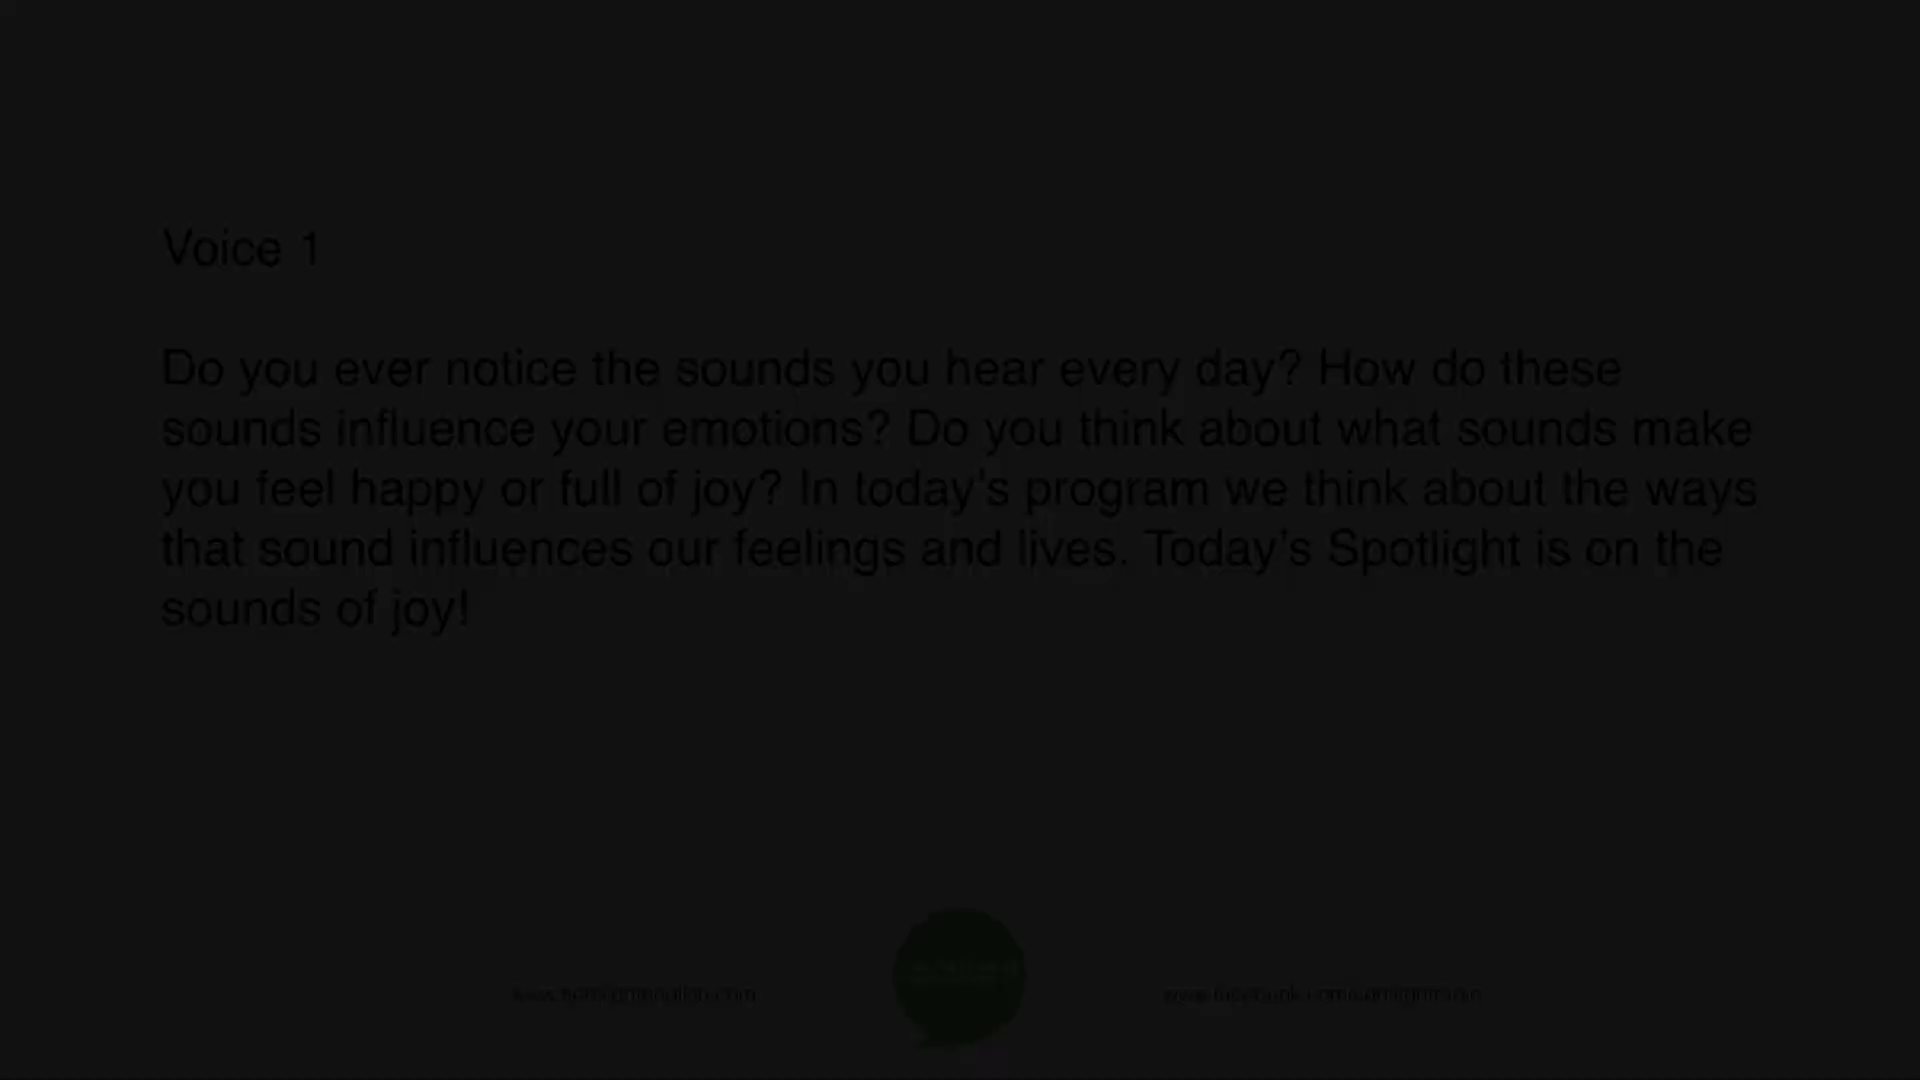 Voice 1
Do you ever notice the sounds you hear every day? How do these
sounds influence your emotions? Do you think about what sounds make
you feel happy or full of joy? In today's program we think about the ways
that sound influences our feelings and lives. Today's Spotlight is on the
sounds of joy!